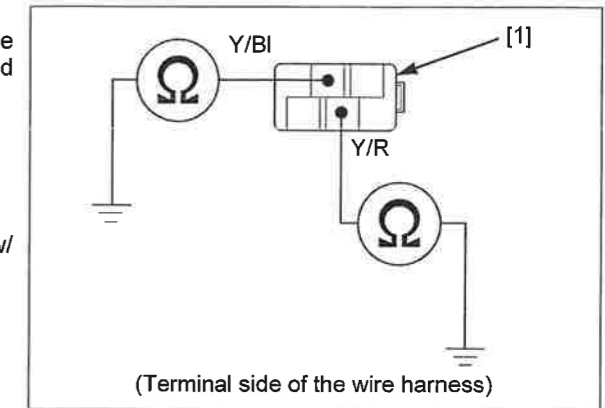 e
d
Y/Bl
[1]
Ω
Y/R
Ω
w/
(Terminal side of the wire harness)